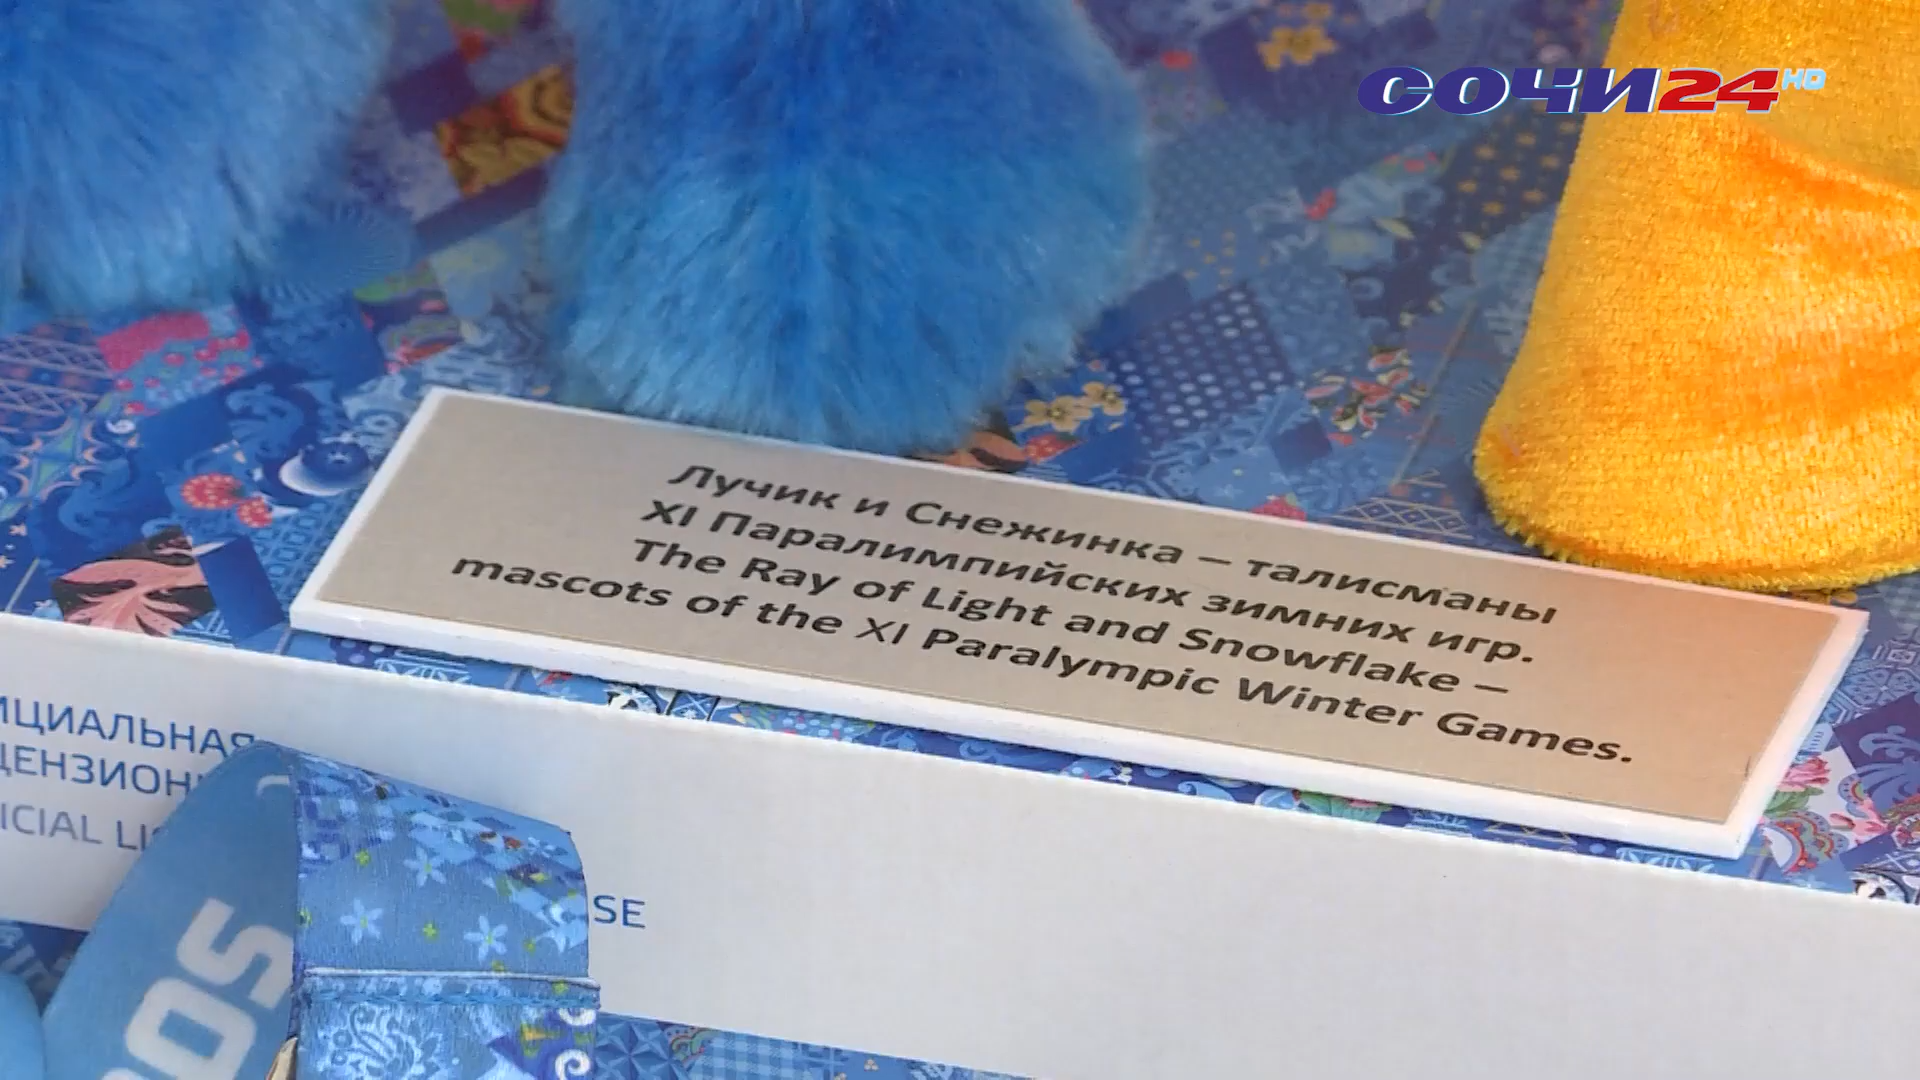 СОЧИ24HD
Лучик и Снежинка – талисманы
XI Паралимпийских зимних игр.
The Ray of Light and Snowflake –
mascots of the XI Paralympic Winter Games.